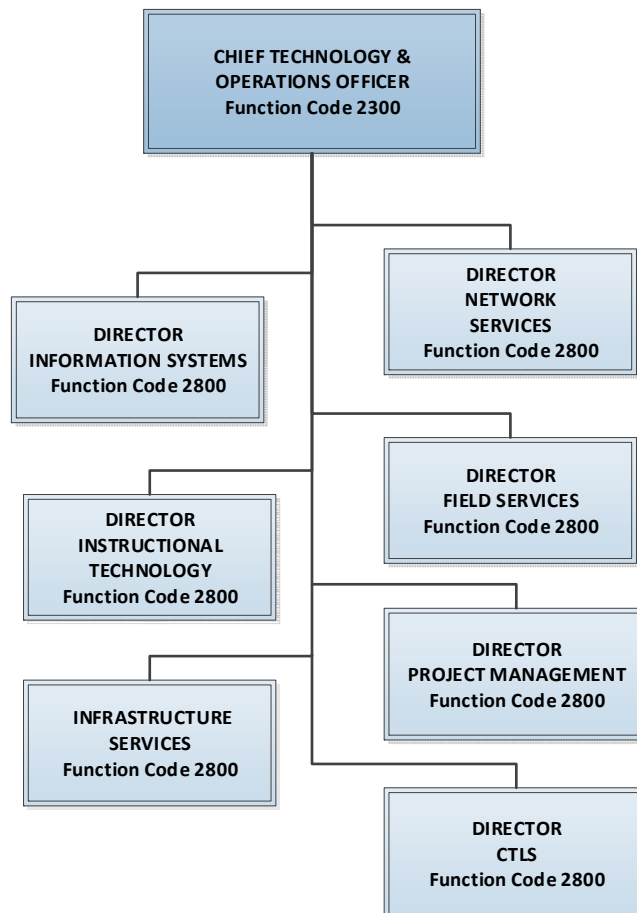 CHIEF TECHNOLOGY &
OPERATIONS OFFICER
Function Code 2300
DIRECTOR
NETWORK
SERVICES
Function Code 2800
DIRECTOR
INFORMATION SYSTEMS
Function Code 2800
DIRECTOR
FIELD SERVICES
Function Code 2800
DIRECTOR
INSTRUCTIONAL
TECHNOLOGY
Function Code 2800
DIRECTOR
PROJECT MANAGEMENT
Function Code 2800
INFRASTRUCTURE
SERVICES
Function Code 2800
DIRECTOR
CTLS
Function Code 2800